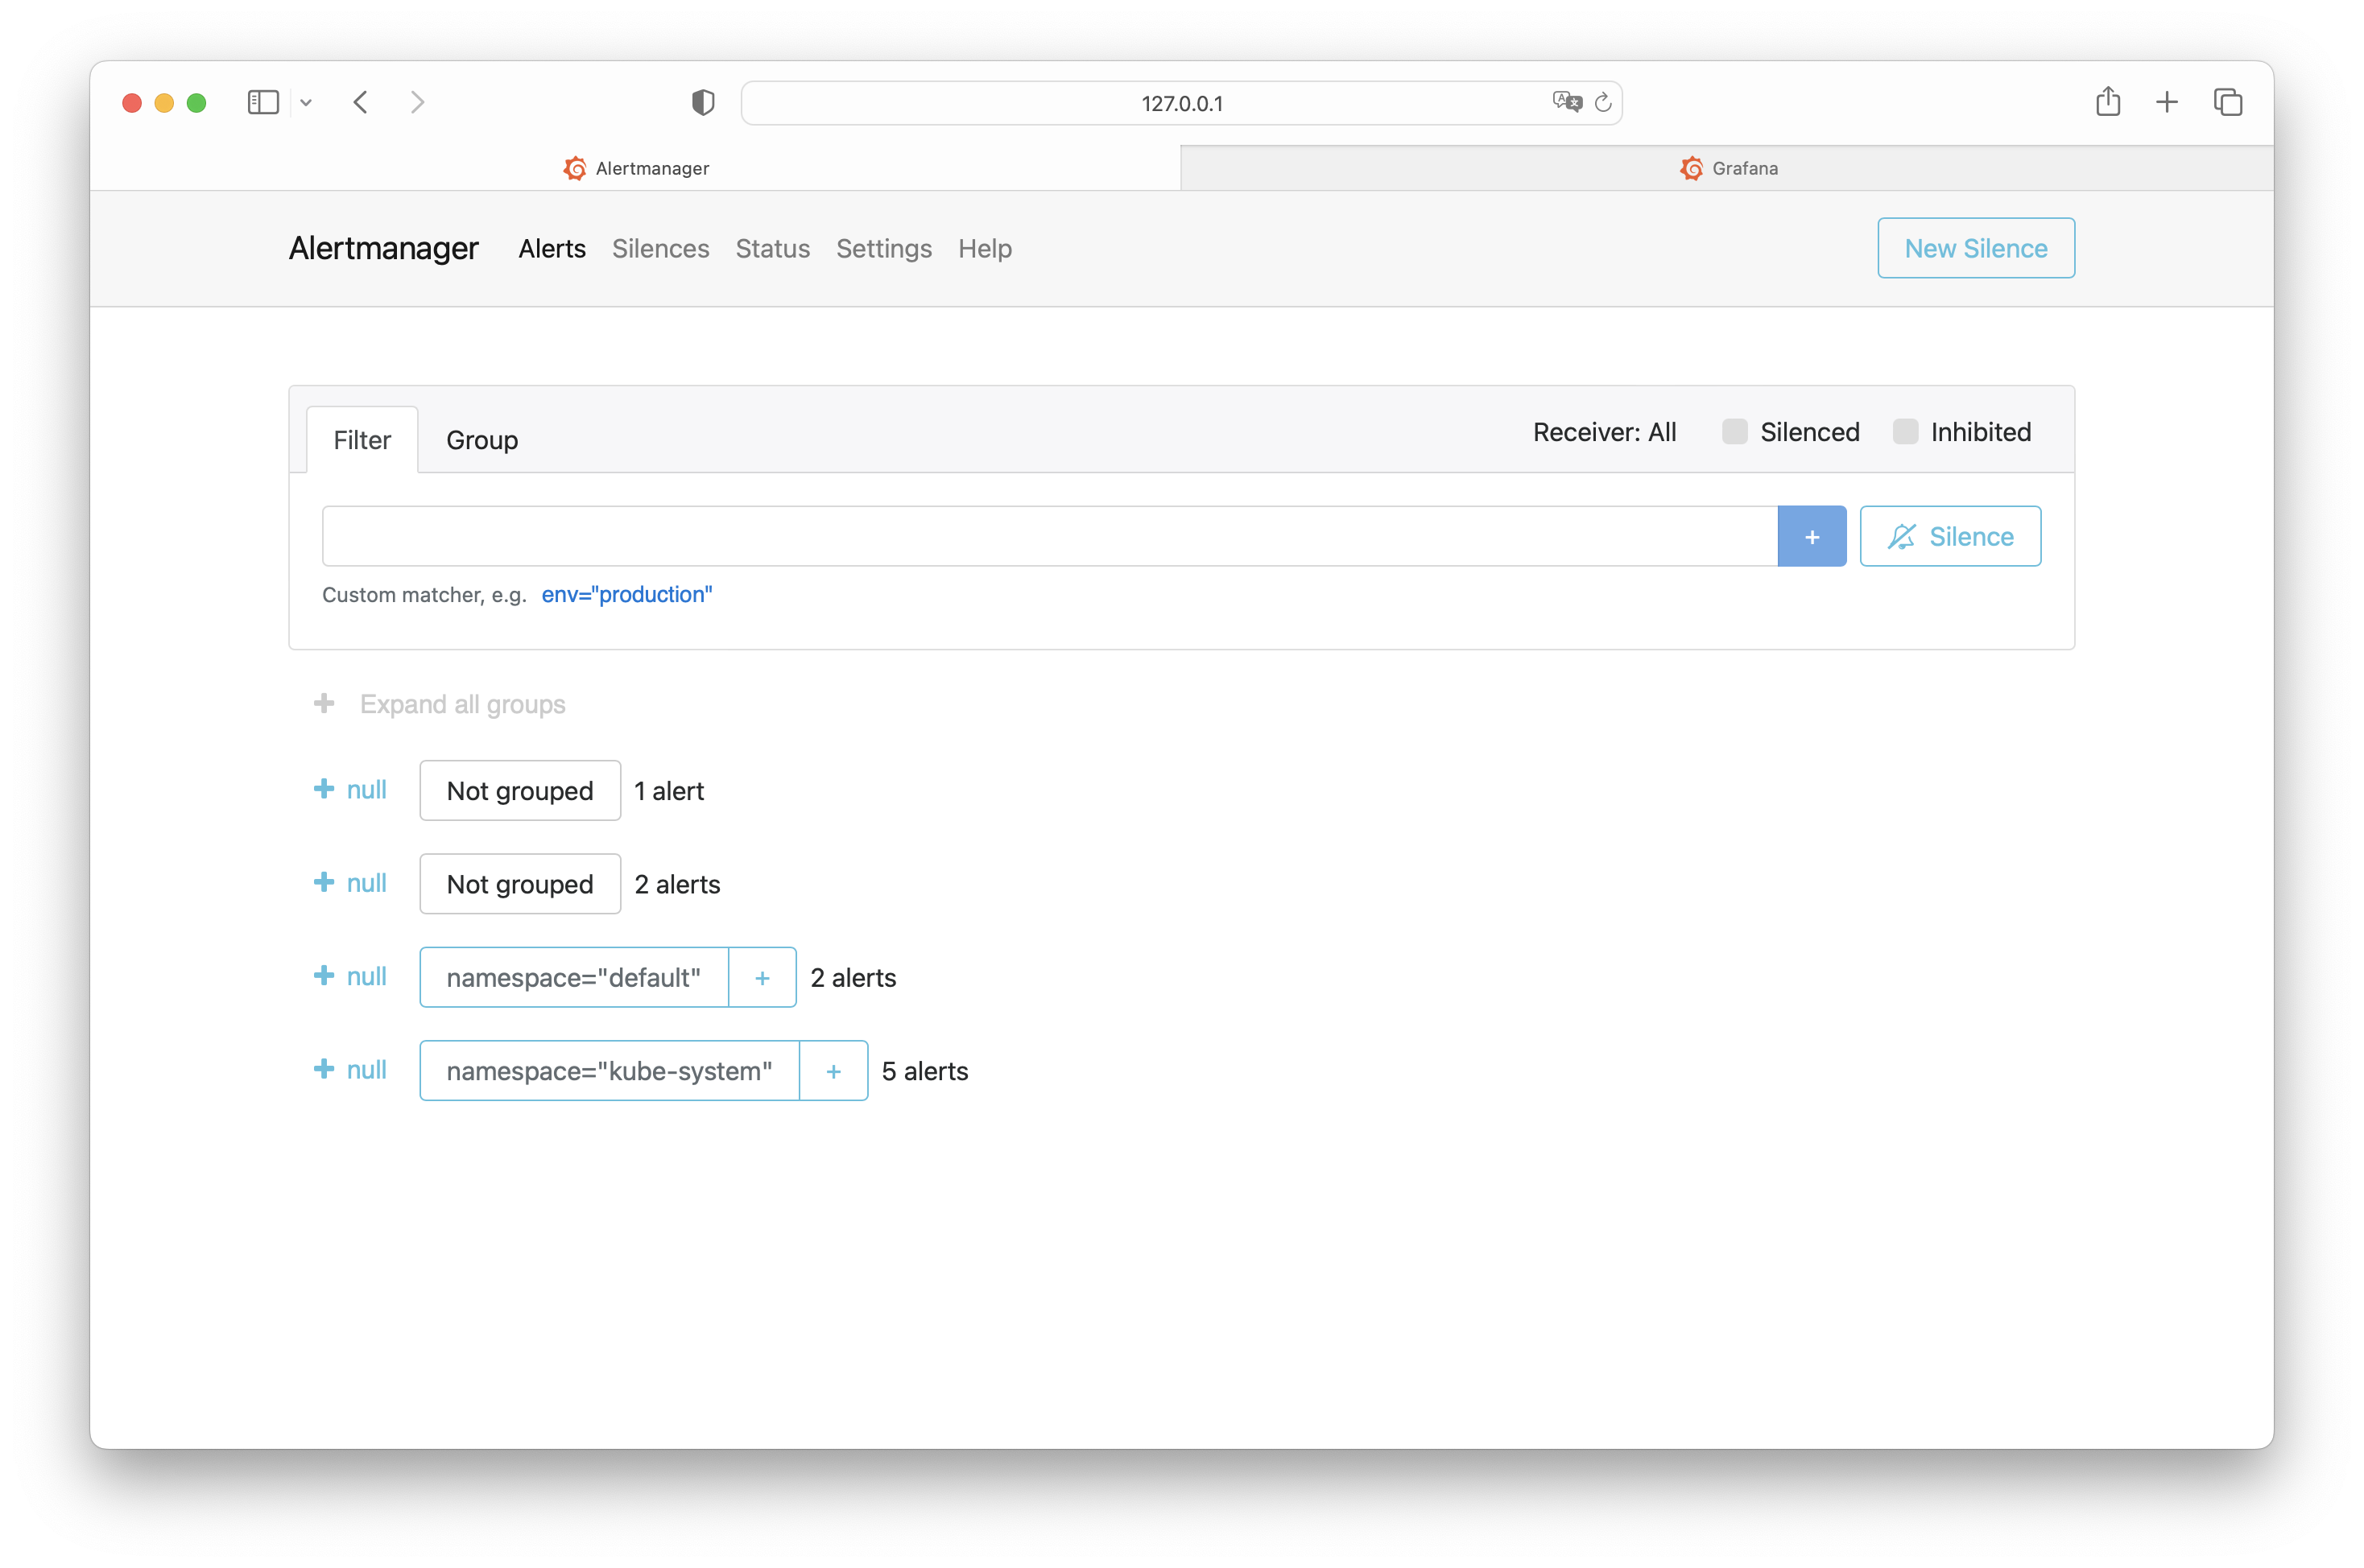 127.0.0.1
Alertmanager
Grafana
Alertmanager Alerts Silences Status Settings Help New Silence
Filter Group Receiver: All Silenced Inhibited
+ Silence
Custom matcher, e.g. env="production"
+ Expand all groups
+ null Not grouped 1 alert
+ null Not grouped 2 alerts
+ null namespace="default" + 2 alerts
+ null namespace="kube-system" + 5 alerts